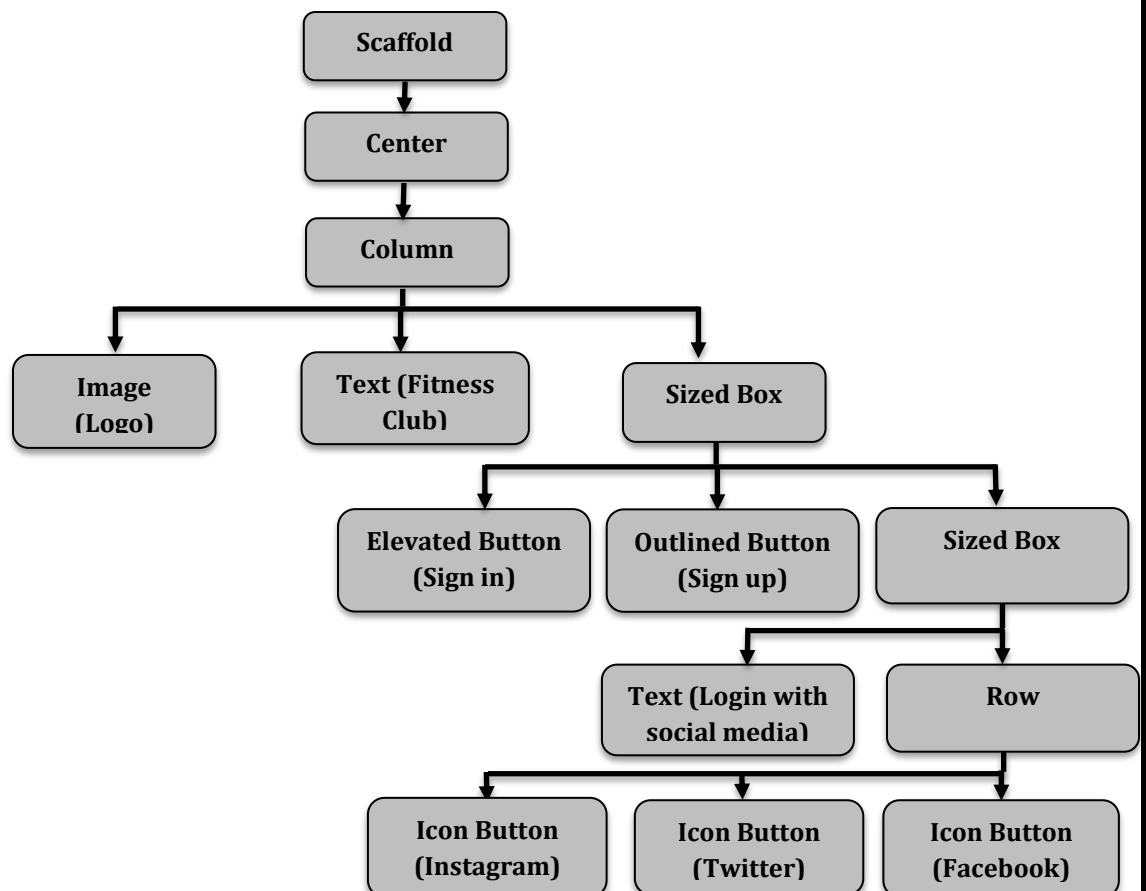 Scaffold
Center
Column
Image
(Logo)
Text (Fitness
Club)
Sized Box
Elevated Button
(Sign in)
Outlined Button
(Sign up)
Sized Box
Text (Login with
social media)
Row
Icon Button
(Instagram)
Icon Button
(Twitter)
Icon Button
(Facebook)